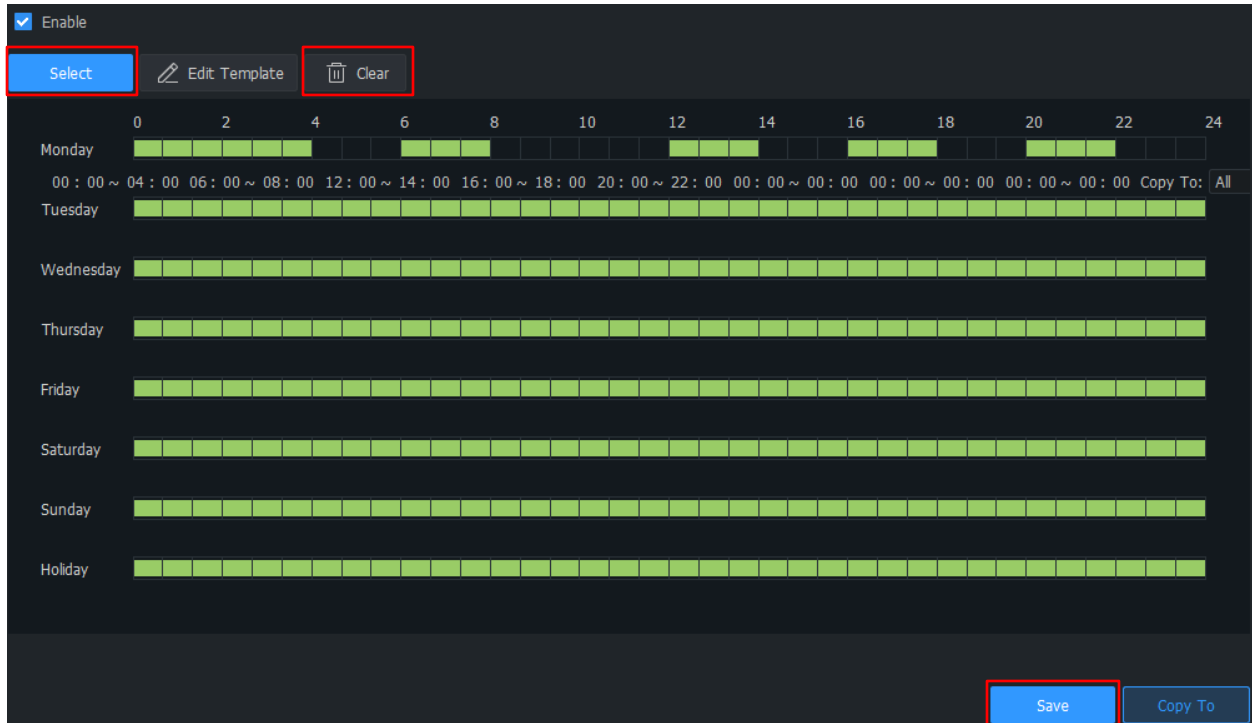 Enable
Select Edit Template Clear
0 2 4 6 8 10 12 14 16 18 20 22 24
Monday
00 : 00 ~ 04 : 00 06 : 00 ~ 08 : 00 12 : 00 ~ 14 : 00 16 : 00 ~ 18 : 00 20 : 00 ~ 22 : 00 00 : 00 ~ 00 : 00 00 : 00 ~ 00 : 00 00 : 00 ~ 00 : 00 Copy To: All
Tuesday
Wednesday
Thursday
Friday
Saturday
Sunday
Holiday
Save Copy To